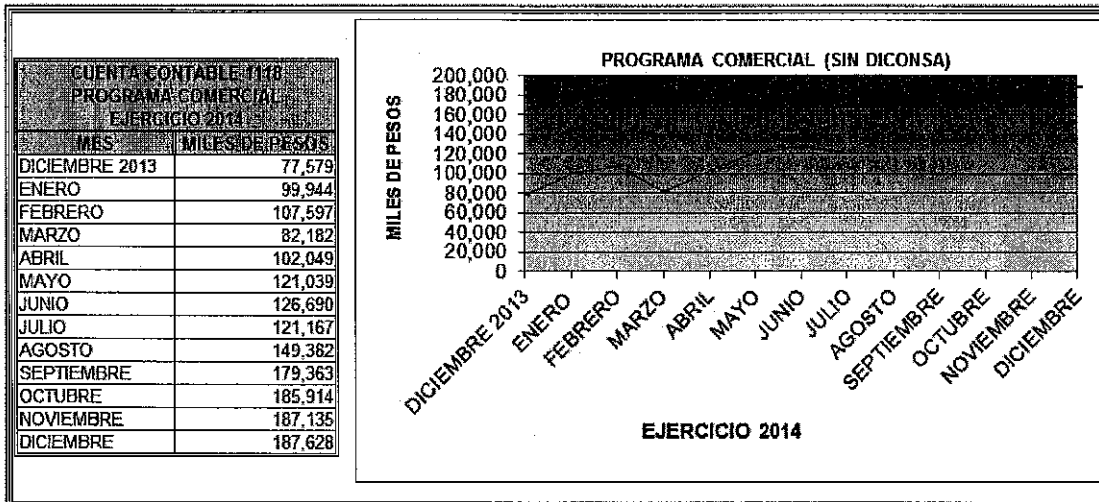 CUENTA CONTABLE 1118
PROGRAMA COMERCIAL
EJERCICIO 2014
MES MILES DE PESOS
DICIEMBRE 2013 77,579
ENERO 99,944
FEBRERO 107,597
MARZO 82,182
ABRIL 102,049
MAYO 121,039
JUNIO 126,690
JULIO 121,167
AGOSTO 149,362
SEPTIEMBRE 179,363
OCTUBRE 185,914
NOVIEMBRE 187,135
DICIEMBRE 187,628
PROGRAMA COMERCIAL (SIN DICONSA)
MILES DE PESOS
200,000
180,000
160,000
140,000
120,000
100,000
80,000
60,000
40,000
20,000
0
DICIEMBRE 2013
ENERO
FEBRERO
MARZO
ABRIL
MAYO
JUNIO
JULIO
AGOSTO
SEPTIEMBRE
OCTUBRE
NOVIEMBRE
DICIEMBRE
EJERCICIO 2014